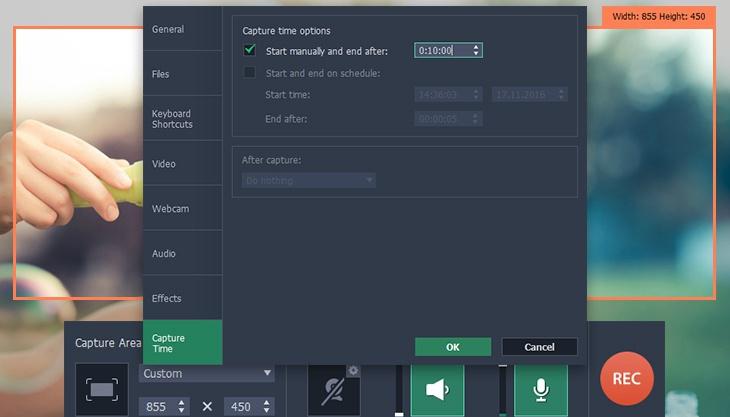 Width: 855 Height: 450
General
Files
Keyboard
Shortcuts
Video
Webcam
Audio
Effects
Capture
Time
Capture time options
Start manually and end after:
0:10:00
Start and end on schedule:
Start time:
14:36:03
17.11.2016
End after:
00:00:05
After capture:
Do nothing
OK
Cancel
Capture Area
Custom
855 × 450
REC